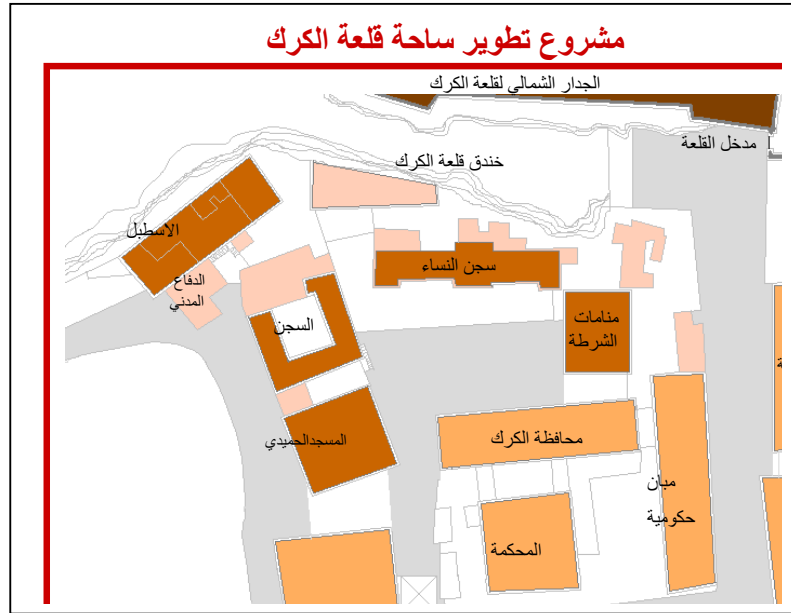 مشروع تطوير ساحة قلعة الكرك
الجدار الشمالي لقلعة الكرك
مدخل القلعة
خندق قلعة الكرك
الاسطبل
سجن النساء
الدفاع
المدني
السجن
منامات
الشرطة
المسجدالحميدي
محافظة الكرك
مبان
حكومية
المحكمة